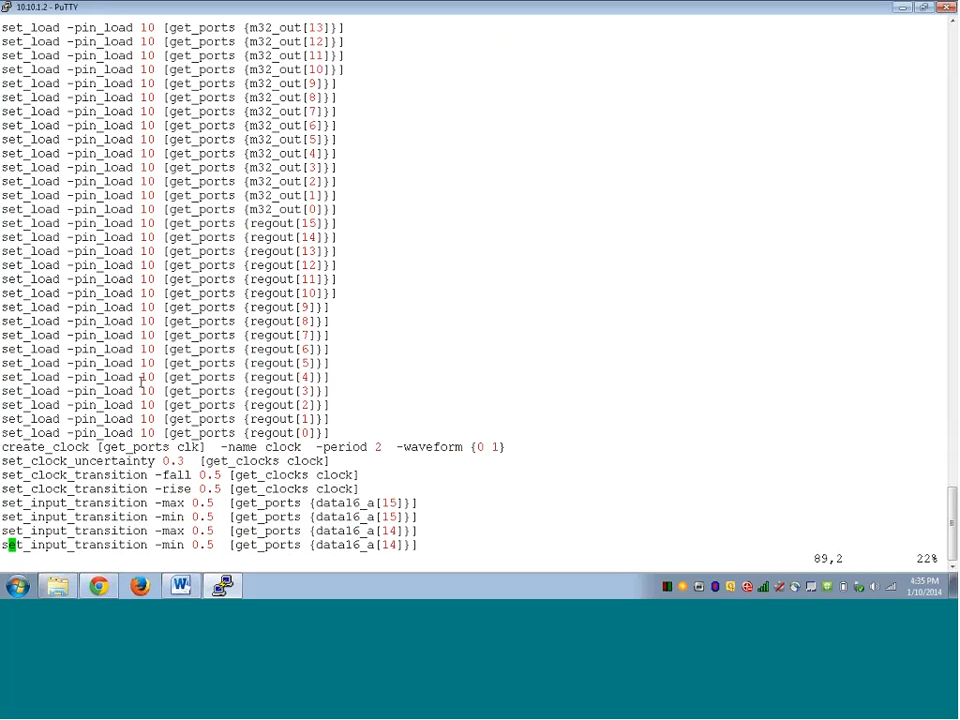 10.10.1.2 - PuTTY
set_load -pin_load 10 [get_ports {m32_out[13]}]
set_load -pin_load 10 [get_ports {m32_out[12]}]
set_load -pin_load 10 [get_ports {m32_out[11]}]
set_load -pin_load 10 [get_ports {m32_out[10]}]
set_load -pin_load 10 [get_ports {m32_out[9]}]
set_load -pin_load 10 [get_ports {m32_out[8]}]
set_load -pin_load 10 [get_ports {m32_out[7]}]
set_load -pin_load 10 [get_ports {m32_out[6]}]
set_load -pin_load 10 [get_ports {m32_out[5]}]
set_load -pin_load 10 [get_ports {m32_out[4]}]
set_load -pin_load 10 [get_ports {m32_out[3]}]
set_load -pin_load 10 [get_ports {m32_out[2]}]
set_load -pin_load 10 [get_ports {m32_out[1]}]
set_load -pin_load 10 [get_ports {m32_out[0]}]
set_load -pin_load 10 [get_ports {regout[15]}]
set_load -pin_load 10 [get_ports {regout[14]}]
set_load -pin_load 10 [get_ports {regout[13]}]
set_load -pin_load 10 [get_ports {regout[12]}]
set_load -pin_load 10 [get_ports {regout[11]}]
set_load -pin_load 10 [get_ports {regout[10]}]
set_load -pin_load 10 [get_ports {regout[9]}]
set_load -pin_load 10 [get_ports {regout[8]}]
set_load -pin_load 10 [get_ports {regout[7]}]
set_load -pin_load 10 [get_ports {regout[6]}]
set_load -pin_load 10 [get_ports {regout[5]}]
set_load -pin_load 10 [get_ports {regout[4]}]
set_load -pin_load 10 [get_ports {regout[3]}]
set_load -pin_load 10 [get_ports {regout[2]}]
set_load -pin_load 10 [get_ports {regout[1]}]
set_load -pin_load 10 [get_ports {regout[0]}]
create_clock [get_ports clk]  -name clock  -period 2  -waveform {0 1}
set_clock_uncertainty 0.3  [get_clocks clock]
set_clock_transition -fall 0.5 [get_clocks clock]
set_clock_transition -rise 0.5 [get_clocks clock]
set_input_transition -max 0.5  [get_ports {data16_a[15]}]
set_input_transition -min 0.5  [get_ports {data16_a[15]}]
set_input_transition -max 0.5  [get_ports {data16_a[14]}]
set_input_transition -min 0.5  [get_ports {data16_a[14]}]
89,2 22%
4:35 PM
1/10/2014